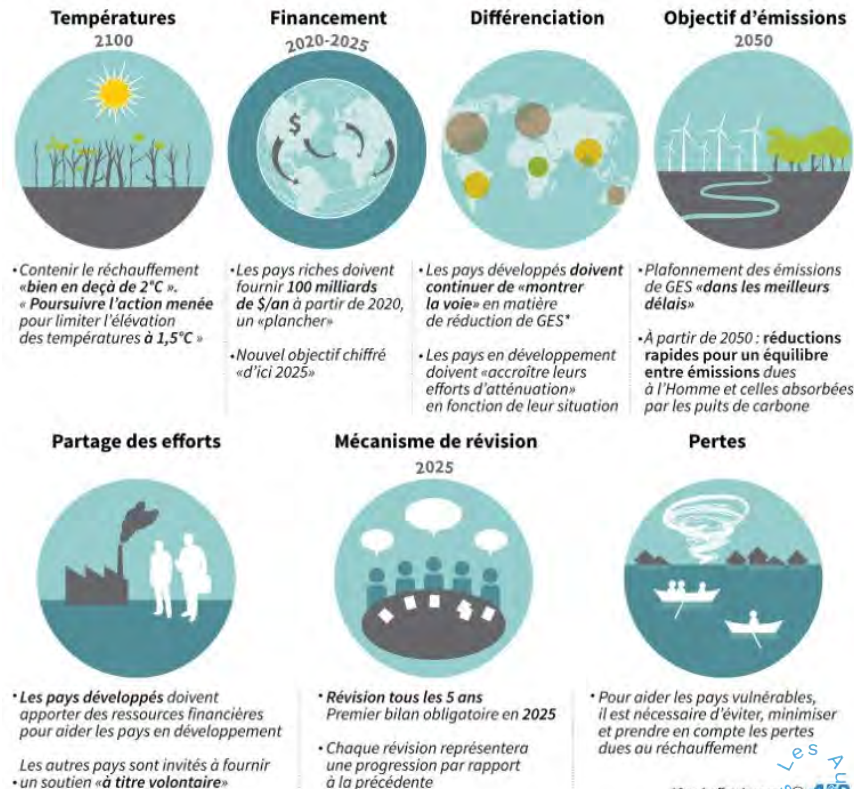 Températures
2100
• Contenir le réchauffement
«bien en deçà de 2°C ».
« Poursuivre l'action menée
pour limiter l'élévation
des températures à 1,5°C »
Financement
2020-2025
$
• Les pays riches doivent
fournir 100 milliards
de $/an à partir de 2020,
un «plancher»
• Nouvel objectif chiffré
«d'ici 2025»
Différenciation
• Les pays développés doivent
continuer de «montrer
la voie» en matière
de réduction de GES*
• Les pays en développement
doivent «accroître leurs
efforts d'atténuation»
en fonction de leur situation
Objectif d'émissions
2050
• Plafonnement des émissions
de GES «dans les meilleurs
délais»
• À partir de 2050 : réductions
rapides pour un équilibre
entre émissions dues
à l'Homme et celles absorbées
par les puits de carbone
Partage des efforts
• Les pays développés doivent
apporter des ressources financières
pour aider les pays en développement
Les autres pays sont invités à fournir
• un soutien «à titre volontaire»
Mécanisme de révision
2025
• Révision tous les 5 ans
Premier bilan obligatoire en 2025
• Chaque révision représentera
une progression par rapport
à la précédente
Pertes
• Pour aider les pays vulnérables,
il est nécessaire d'éviter, minimiser
et prendre en compte les pertes
dues au réchauffement
Les